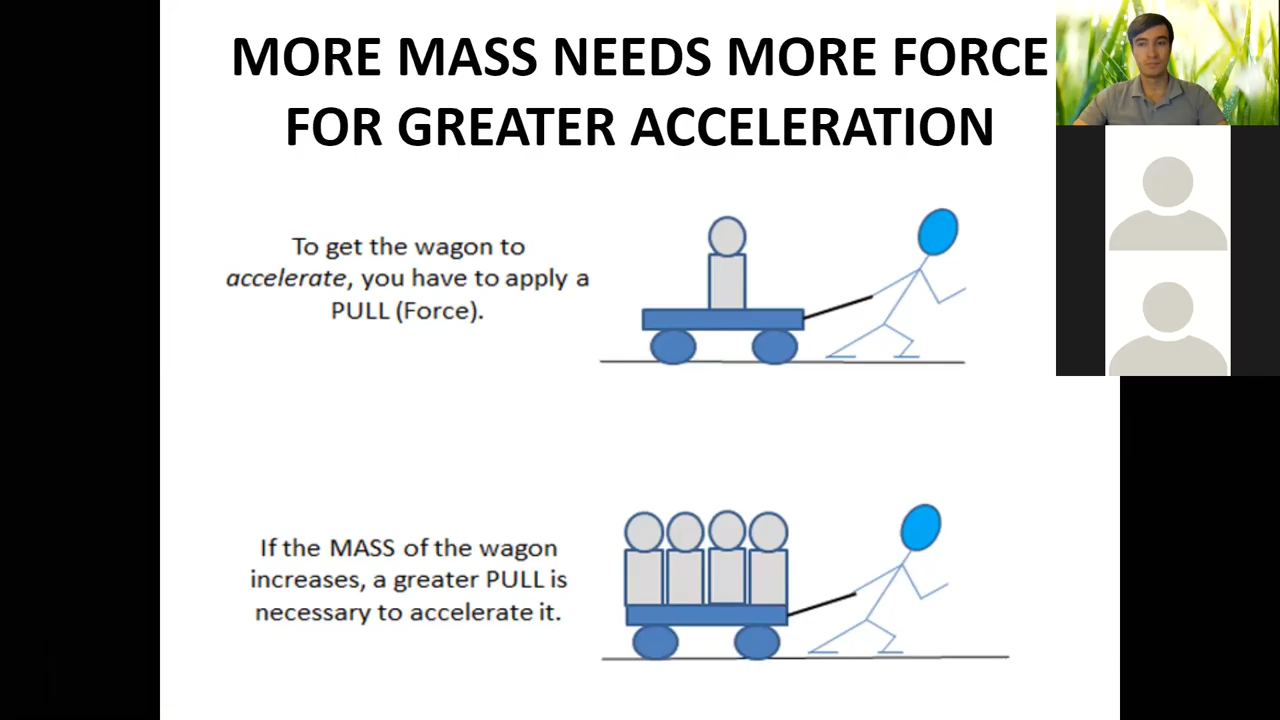 MORE MASS NEEDS MORE FORCE
FOR GREATER ACCELERATION
To get the wagon to
accelerate, you have to apply a
PULL (Force).
If the MASS of the wagon
increases, a greater PULL is
necessary to accelerate it.